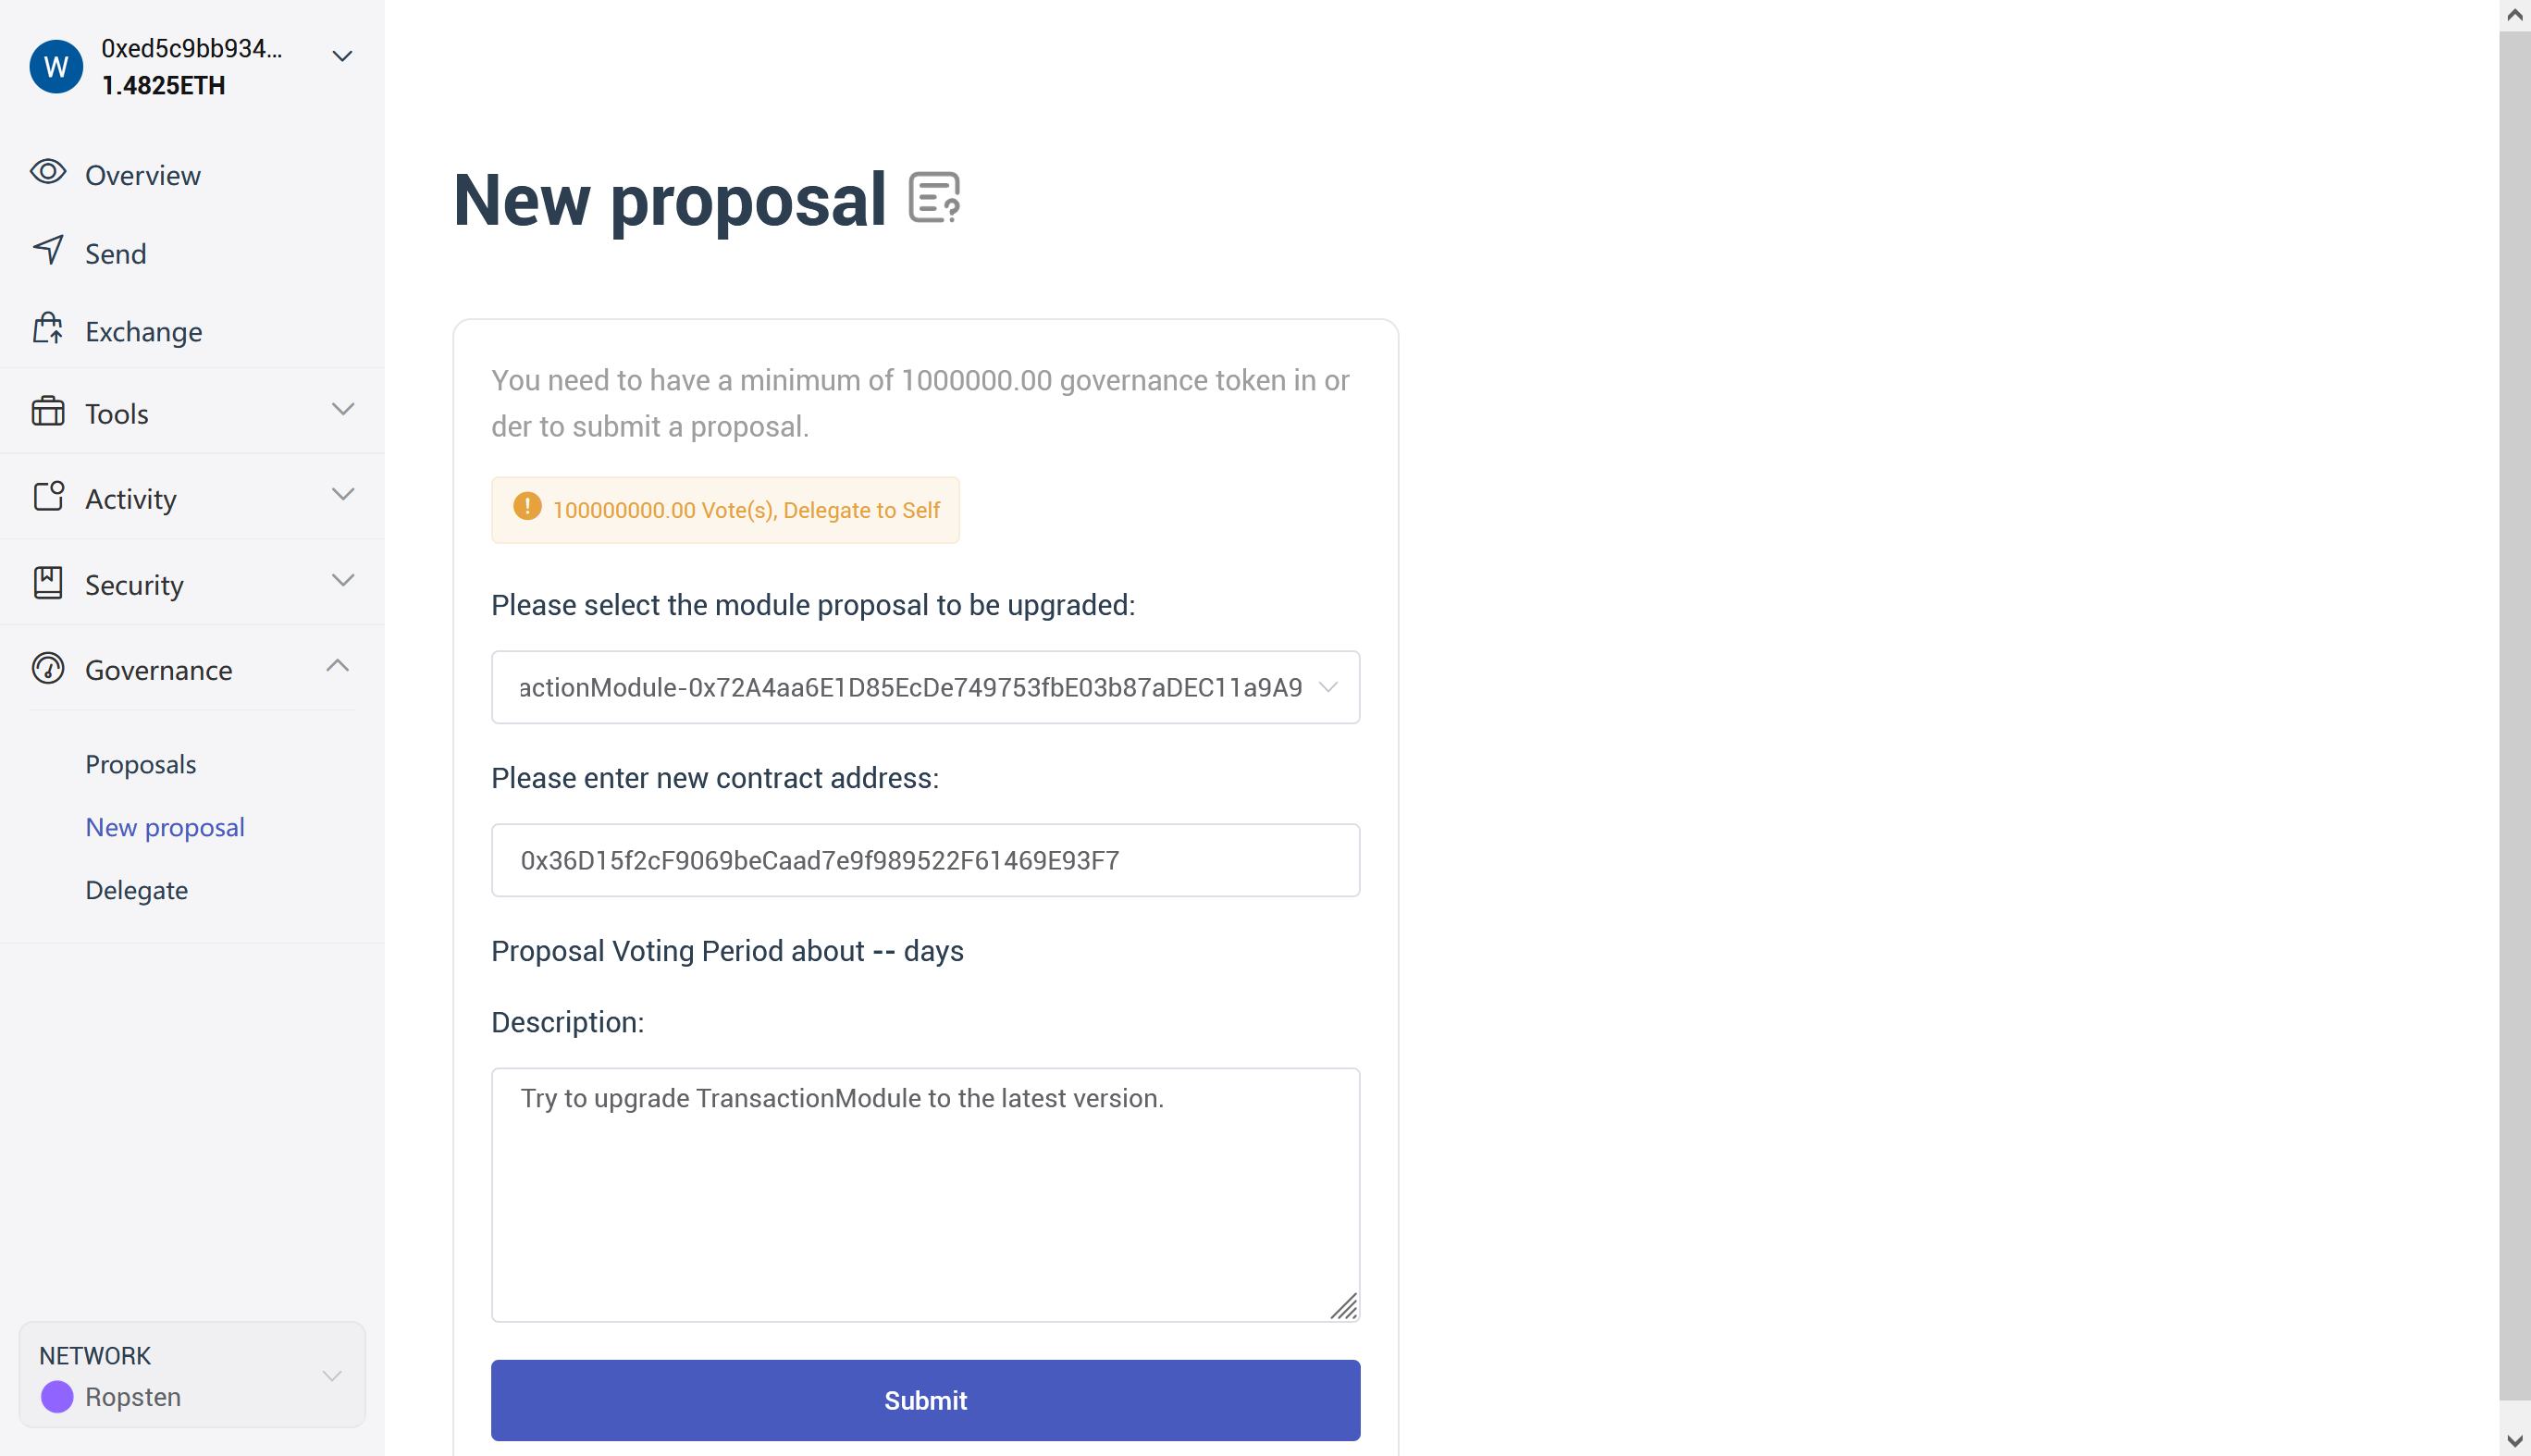 W
0xed5c9bb934...
1.4825ETH
Overview
Send
Exchange
Tools
Activity
Security
Governance
Proposals
New proposal
Delegate
NETWORK
Ropsten
New proposal
You need to have a minimum of 1000000.00 governance token in or
der to submit a proposal.
100000000.00 Vote(s), Delegate to Self
Please select the module proposal to be upgraded:
actionModule-0x72A4aa6E1D85EcDe749753fbE03b87aDEC11a9A9
Please enter new contract address:
0x36D15f2cF9069beCaad7e9f989522F61469E93F7
Proposal Voting Period about -- days
Description:
Try to upgrade TransactionModule to the latest version.
Submit